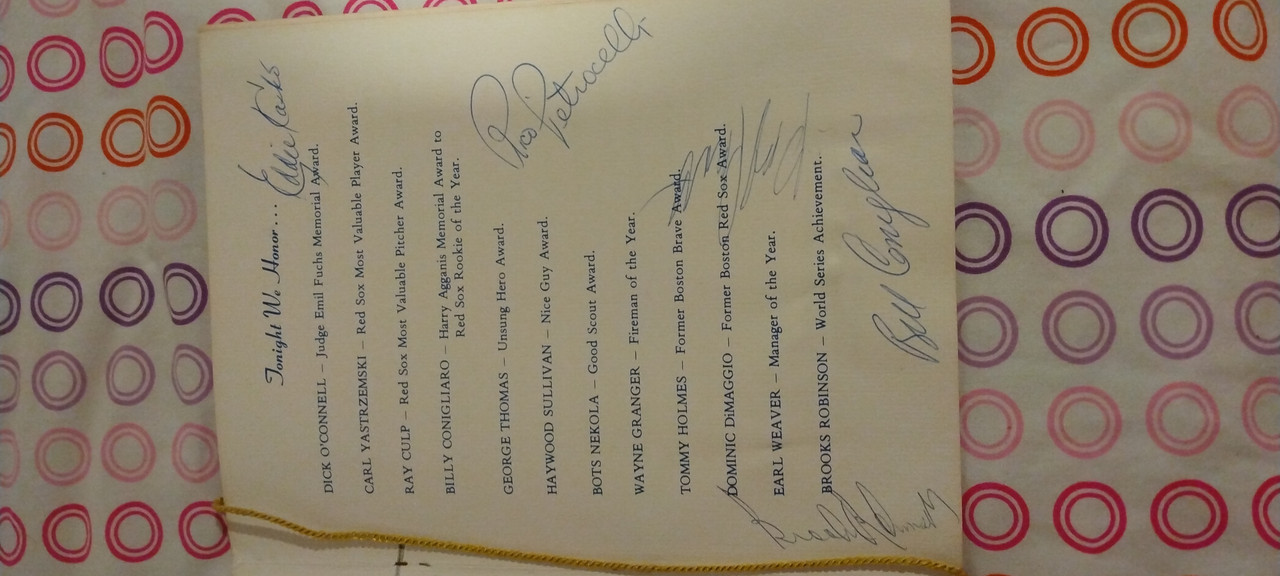 Tonight We Honor . . . .
Eddie Kasko
DICK O'CONNELL – Judge Emil Fuchs Memorial Award.
CARL YASTRZEMSKI – Red Sox Most Valuable Player Award.
RAY CULP – Red Sox Most Valuable Pitcher Award.
BILLY CONIGLIARO – Harry Agganis Memorial Award to
Red Sox Rookie of the Year.
Rico Petrocelli
GEORGE THOMAS – Unsung Hero Award.
HAYWOOD SULLIVAN – Nice Guy Award.
BOTS NEKOLA – Good Scout Award.
WAYNE GRANGER – Fireman of the Year.
TOMMY HOLMES – Former Boston Brave Award.
DOMINIC DiMAGGIO – Former Boston Red Sox Award.
EARL WEAVER – Manager of the Year.
BROOKS ROBINSON – World Series Achievement.
Bill